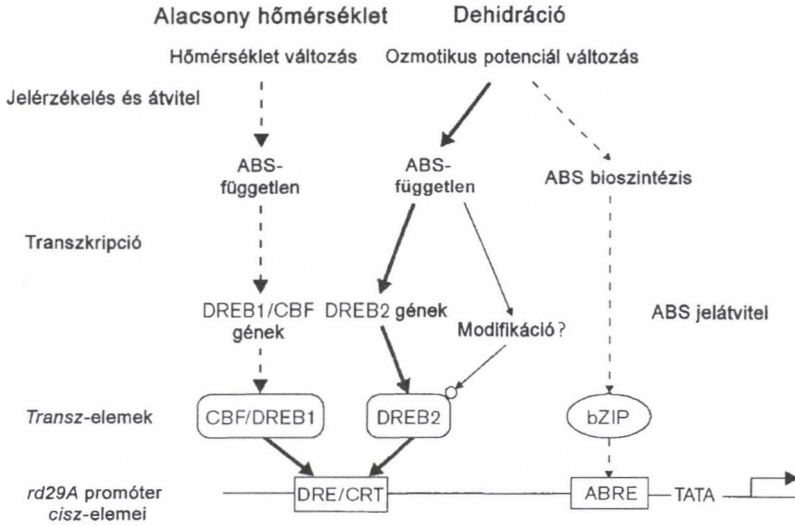 Alacsony hőmérséklet
Dehidráció
Hőmérséklet változás
Ozmotikus potenciál változás
Jelérzékelés és átvitel
ABS-
független
ABS-
független
ABS bioszintézis
Transzkripció
DREB1/CBF
gének
DREB2 gének
Modifikáció?
ABS jelátvitel
Transz-elemek
CBF/DREB1
DREB2
bZIP
rd29A promóter
cisz-elemei
DRE/CRT
ABRE
TATA